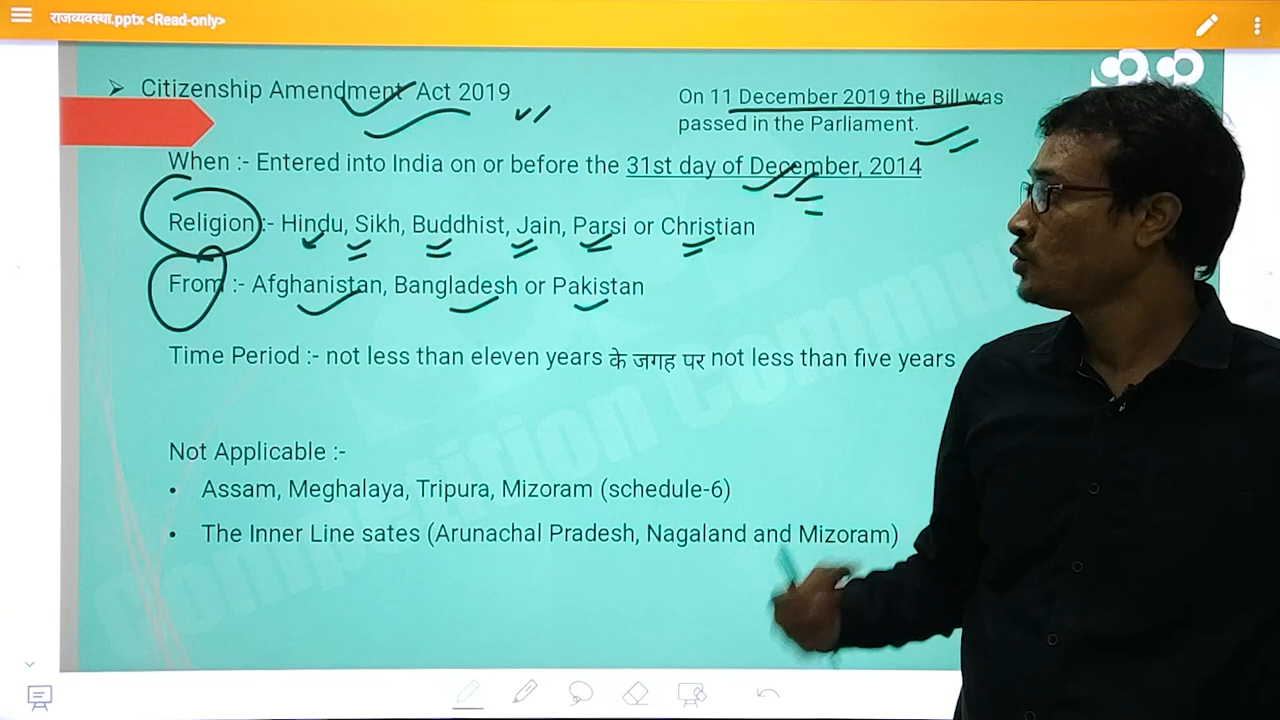 राजव्यवस्था.pptx <Read-only>
➤ Citizenship Amendment Act 2019
On 11 December 2019 the Bill was
passed in the Parliament.
When :- Entered into India on or before the 31st day of December, 2014
Religion :- Hindu, Sikh, Buddhist, Jain, Parsi or Christian
From :- Afghanistan, Bangladesh or Pakistan
Time Period :- not less than eleven years के जगह पर not less than five years
Not Applicable :-
• Assam, Meghalaya, Tripura, Mizoram (schedule-6)
• The Inner Line sates (Arunachal Pradesh, Nagaland and Mizoram)